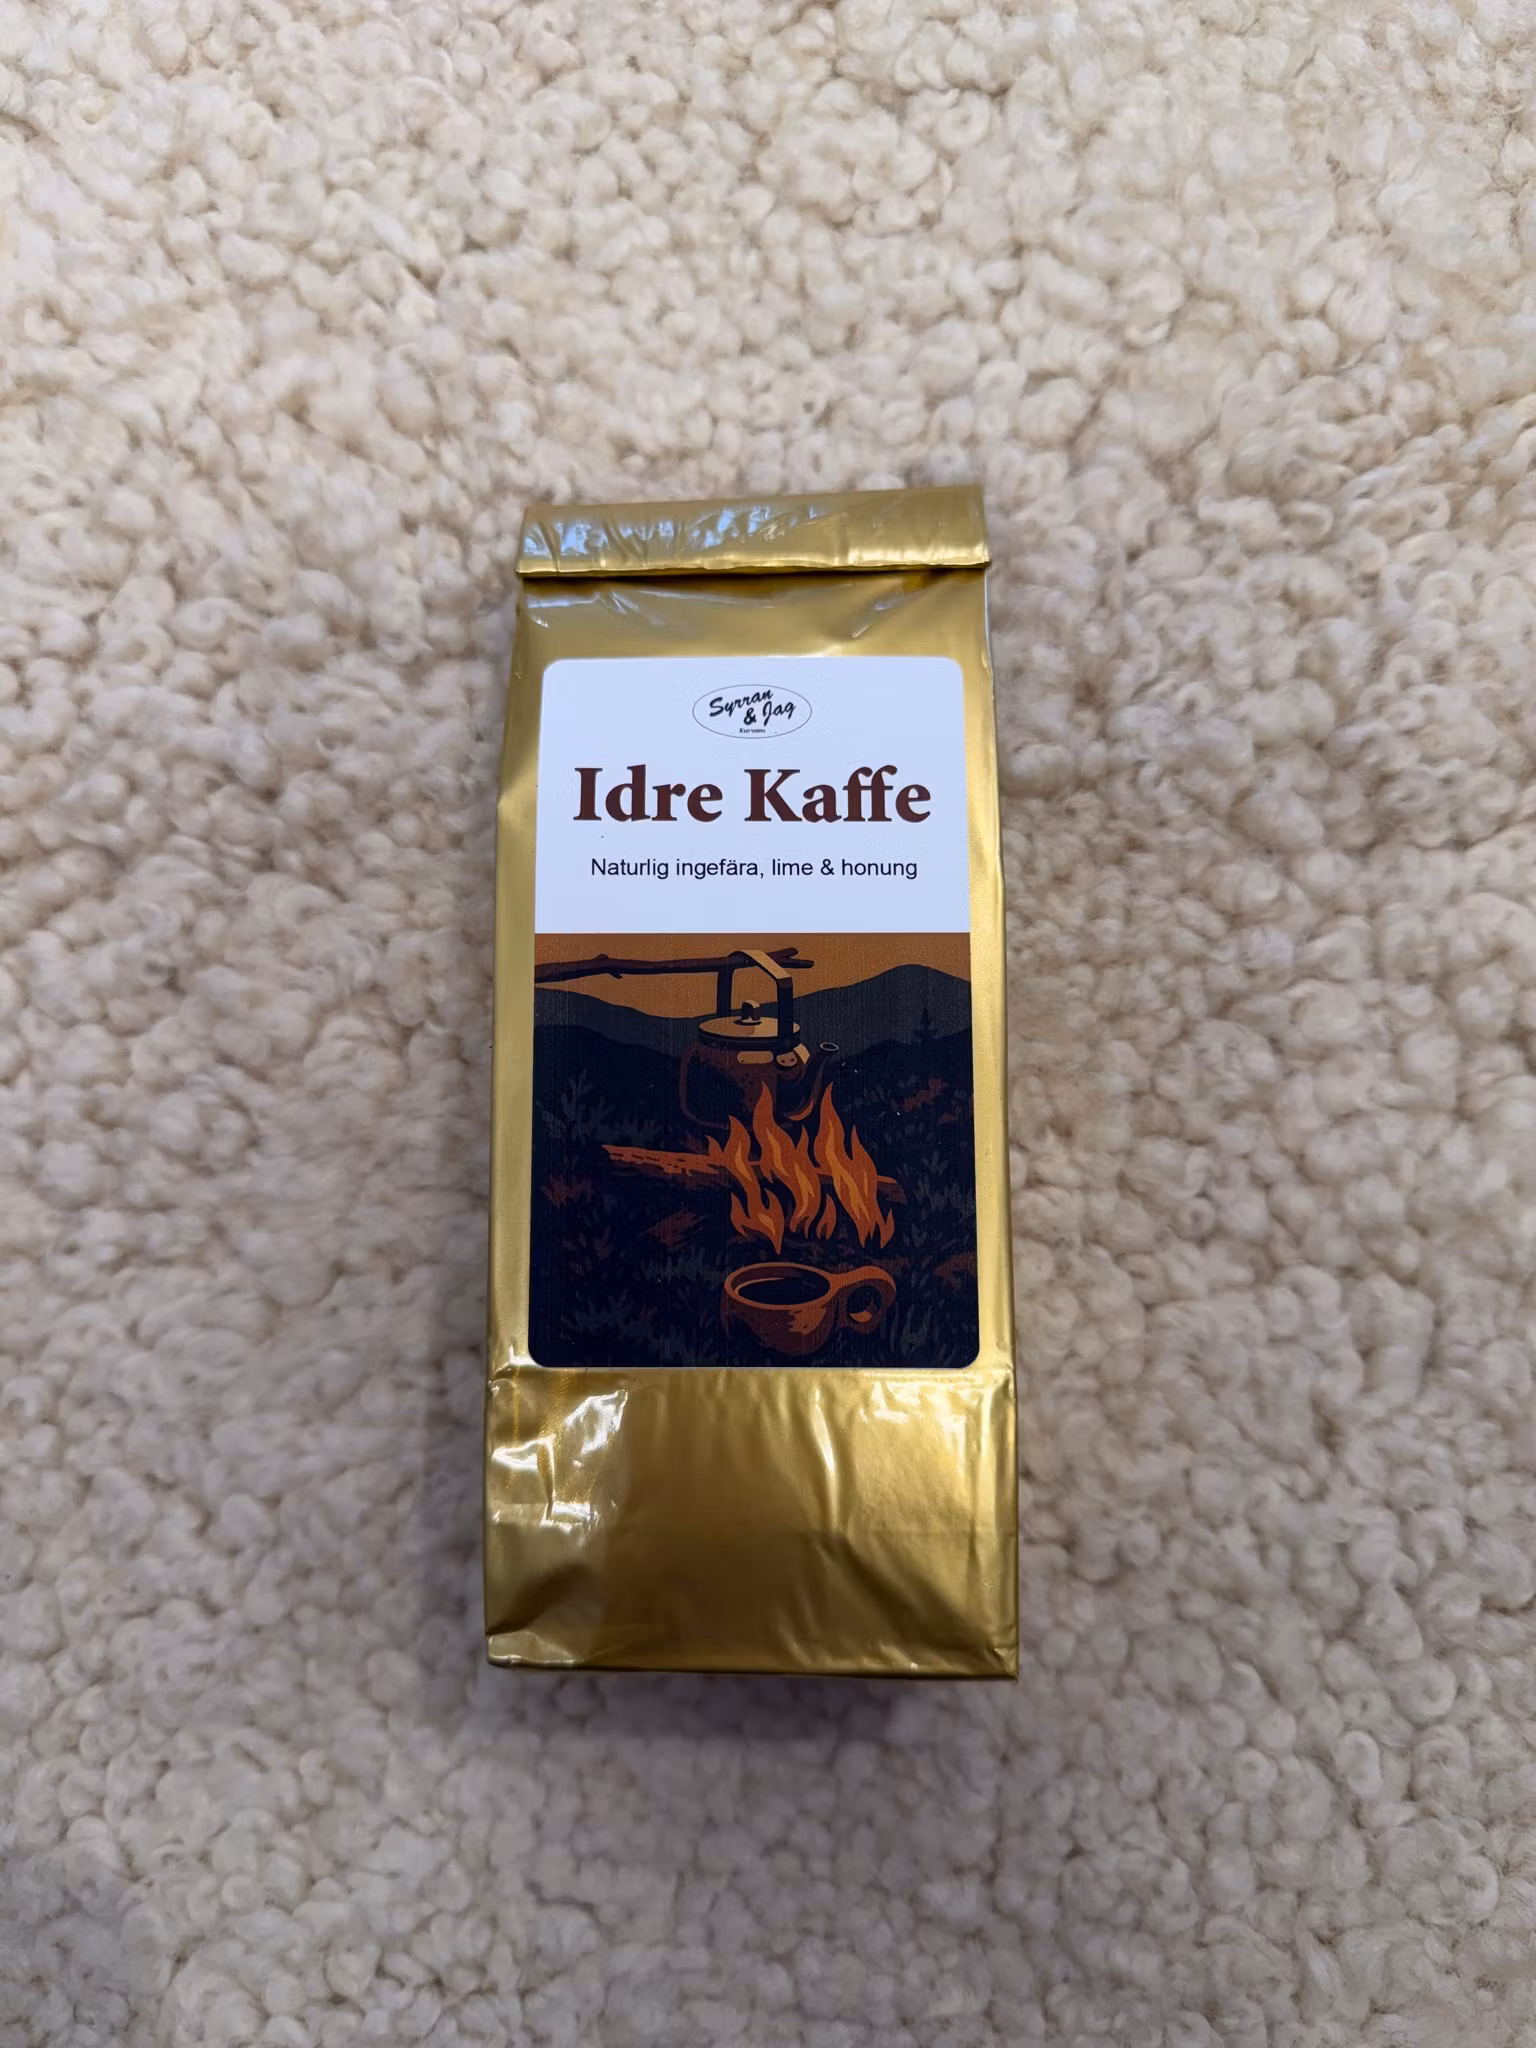 Syrran
& Jag
Idre Kaffe
Naturlig ingefära, lime & honung